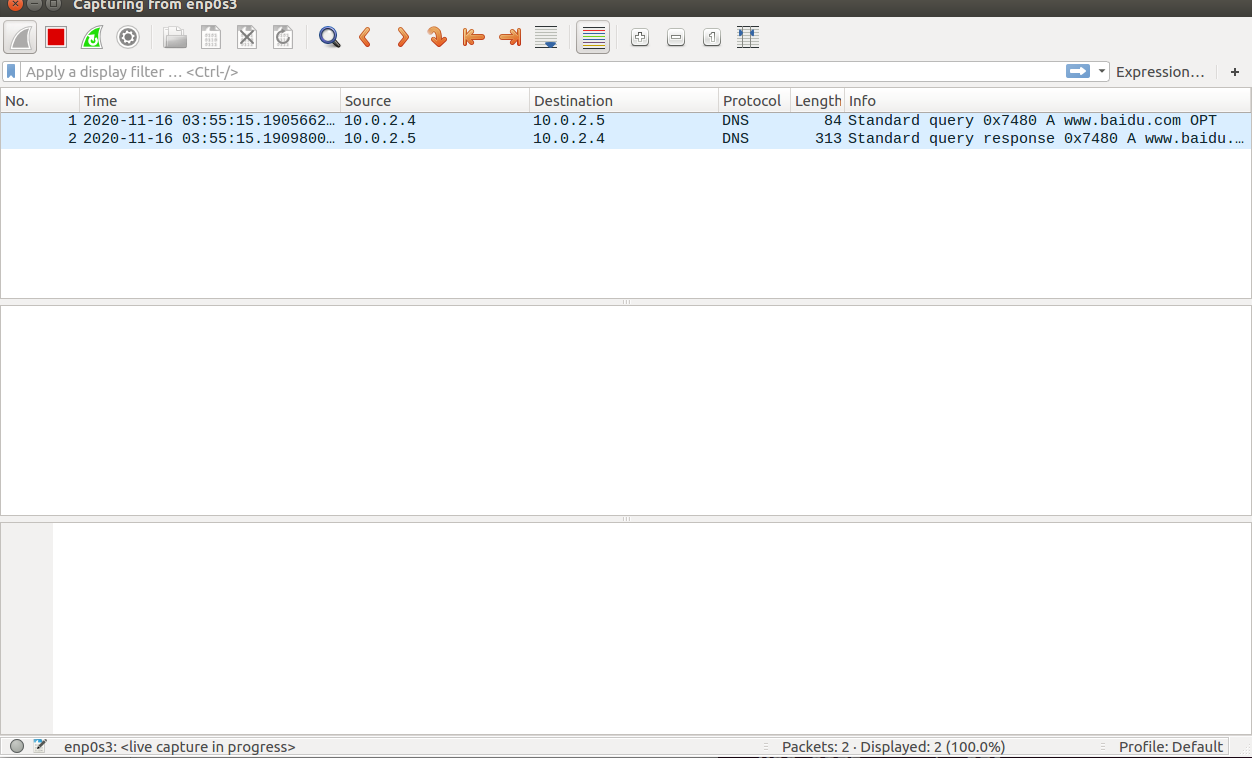 Capturing from enp0s3
Apply a display filter … <Ctrl-/>
Expression…
+
No. Time Source Destination Protocol Length Info
1 2020-11-16 03:55:15.1905662… 10.0.2.4 10.0.2.5 DNS 84 Standard query 0x7480 A www.baidu.com OPT
2 2020-11-16 03:55:15.1909800… 10.0.2.5 10.0.2.4 DNS 313 Standard query response 0x7480 A www.baidu.…
enp0s3: <live capture in progress> Packets: 2 · Displayed: 2 (100.0%) Profile: Default